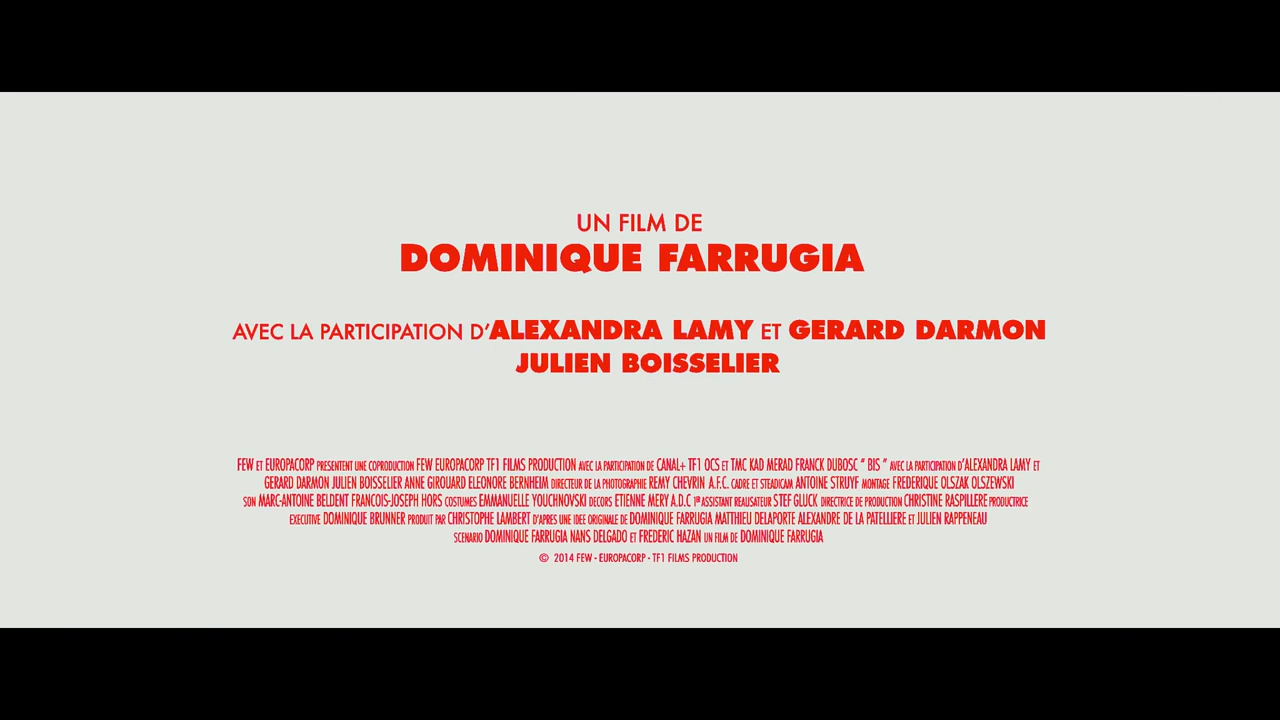 UN FILM DE
DOMINIQUE FARRUGIA
AVEC LA PARTICIPATION D'ALEXANDRA LAMY ET GERARD DARMON
JULIEN BOISSELIER
FEW ET EUROPACORP PRESENTENT UNE COPRODUCTION FEW EUROPACORP TF1 FILMS PRODUCTION AVEC LA PARTICIPATION DE CANAL+ TF1 OCS ET TMC KAD MERAD FRANCK DUBOSC " BIS " AVEC LA PARTICIPATION D'ALEXANDRA LAMY ET
GERARD DARMON JULIEN BOISSELIER ANNE GIROUARD ELEONORE BERNHEIM DIRECTEUR DE LA PHOTOGRAPHIE REMY CHEVRIN A.F.C. CADRE ET STEADICAM ANTOINE STRUYF MONTAGE FREDERIQUE OLSZAK OLSZEWSKI
SON MARC-ANTOINE BELDENT FRANCOIS-JOSEPH HORS COSTUMES EMMANUELLE YOUCHNOVSKI DECORS ETIENNE MERY A.D.C 1ER ASSISTANT REALISATEUR STEF GLUCK DIRECTRICE DE PRODUCTION CHRISTINE RASPILLERE PRODUCTRICE
EXECUTIVE DOMINIQUE BRUNNER PRODUIT PAR CHRISTOPHE LAMBERT D'APRES UNE IDEE ORIGINALE DE DOMINIQUE FARRUGIA MATTHIEU DELAPORTE ALEXANDRE DE LA PATELLIERE ET JULIEN RAPPENEAU
SCENARIO DOMINIQUE FARRUGIA NANS DELGADO ET FREDERIC HAZAN UN FILM DE DOMINIQUE FARRUGIA
© 2014 FEW - EUROPACORP - TF1 FILMS PRODUCTION